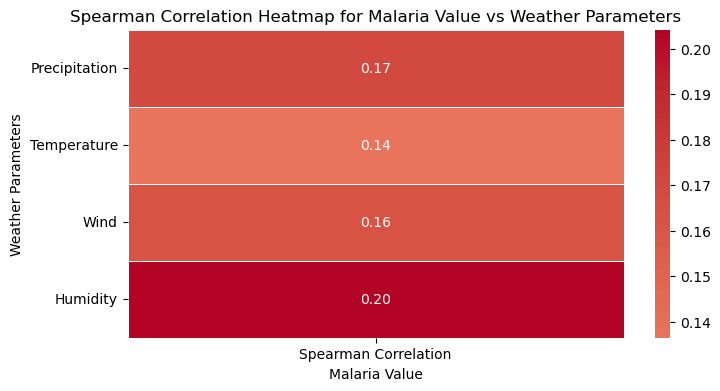 Spearman Correlation Heatmap for Malaria Value vs Weather Parameters
Weather Parameters
Precipitation
0.17
Temperature
0.14
Wind
0.16
Humidity
0.20
Spearman Correlation
Malaria Value
0.20
0.19
0.18
0.17
0.16
0.15
0.14